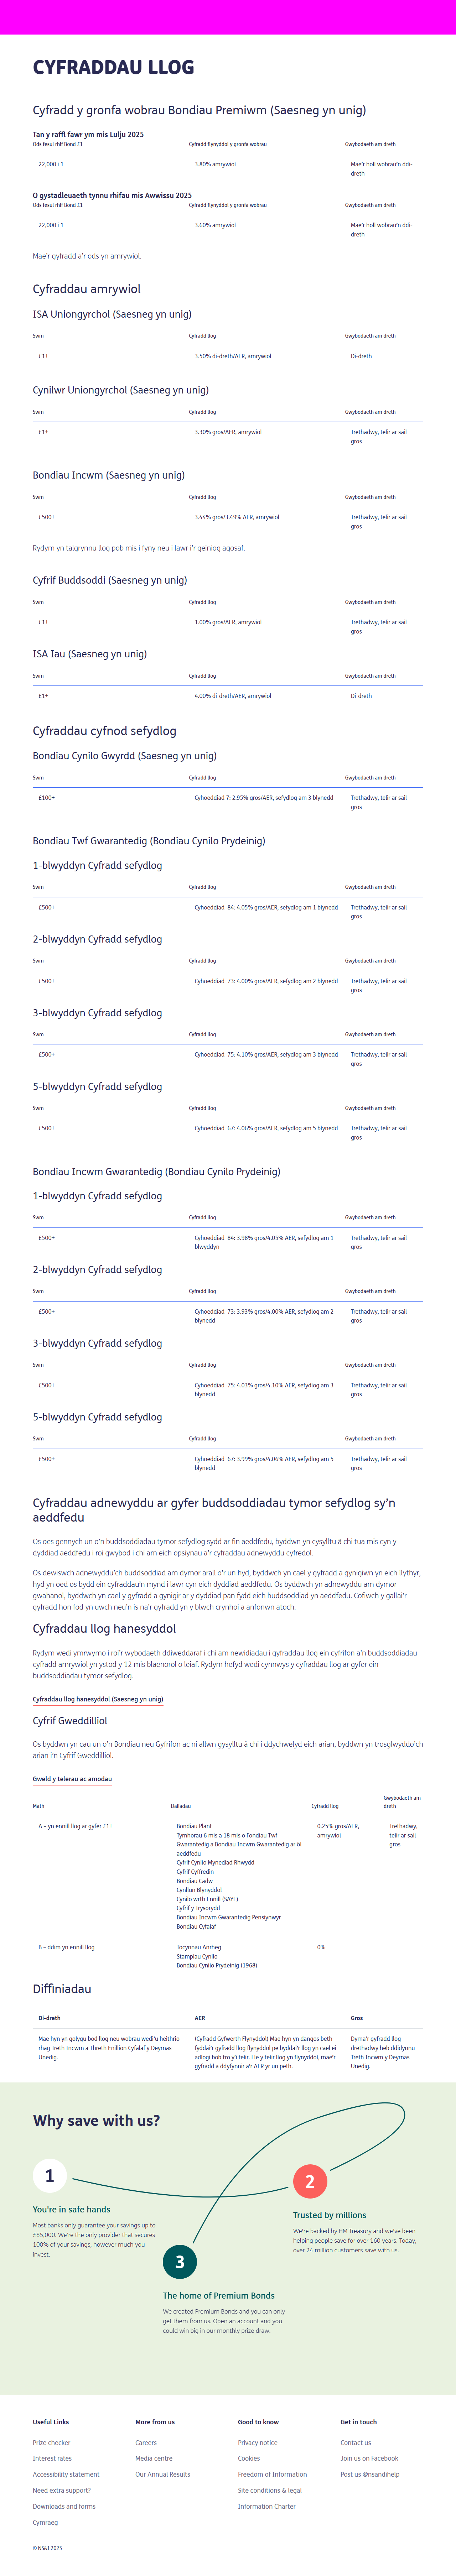 CYFRADDAU LLOG
Cyfradd y gronfa wobrau Bondiau Premiwm (Saesneg yn unig)
Tan y raffl fawr ym mis Lulju 2025
Ods fesul rhif Bond £1 Cyfradd flynyddol y gronfa wobrau Gwybodaeth am dreth
22,000 i 1 3.80% amrywiol Mae'r holl wobrau'n ddi-
dreth
O gystadleuaeth tynnu rhifau mis Awwissu 2025
Ods fesul rhif Bond £1 Cyfradd flynyddol y gronfa wobrau Gwybodaeth am dreth
22,000 i 1 3.60% amrywiol Mae'r holl wobrau'n ddi-
dreth
Mae'r gyfradd a'r ods yn amrywiol.
Cyfraddau amrywiol
ISA Uniongyrchol (Saesneg yn unig)
Swm Cyfradd llog Gwybodaeth am dreth
£1+ 3.50% di-dreth/AER, amrywiol Di-dreth
Cynilwr Uniongyrchol (Saesneg yn unig)
Swm Cyfradd llog Gwybodaeth am dreth
£1+ 3.30% gros/AER, amrywiol Trethadwy, telir ar sail
gros
Bondiau Incwm (Saesneg yn unig)
Swm Cyfradd llog Gwybodaeth am dreth
£500+ 3.44% gros/3.49% AER, amrywiol Trethadwy, telir ar sail
gros
Rydym yn talgrynnu llog pob mis i fyny neu i lawr i'r geiniog agosaf.
Cyfrif Buddsoddi (Saesneg yn unig)
Swm Cyfradd llog Gwybodaeth am dreth
£1+ 1.00% gros/AER, amrywiol Trethadwy, telir ar sail
gros
ISA Iau (Saesneg yn unig)
Swm Cyfradd llog Gwybodaeth am dreth
£1+ 4.00% di-dreth/AER, amrywiol Di-dreth
Cyfraddau cyfnod sefydlog
Bondiau Cynilo Gwyrdd (Saesneg yn unig)
Swm Cyfradd llog Gwybodaeth am dreth
£100+ Cyhoeddiad 7: 2.95% gros/AER, sefydlog am 3 blynedd Trethadwy, telir ar sail
gros
Bondiau Twf Gwarantedig (Bondiau Cynilo Prydeinig)
1-blwyddyn Cyfradd sefydlog
Swm Cyfradd llog Gwybodaeth am dreth
£500+ Cyhoeddiad 84: 4.05% gros/AER, sefydlog am 1 blynedd Trethadwy, telir ar sail
gros
2-blwyddyn Cyfradd sefydlog
Swm Cyfradd llog Gwybodaeth am dreth
£500+ Cyhoeddiad 73: 4.00% gros/AER, sefydlog am 2 blynedd Trethadwy, telir ar sail
gros
3-blwyddyn Cyfradd sefydlog
Swm Cyfradd llog Gwybodaeth am dreth
£500+ Cyhoeddiad 75: 4.10% gros/AER, sefydlog am 3 blynedd Trethadwy, telir ar sail
gros
5-blwyddyn Cyfradd sefydlog
Swm Cyfradd llog Gwybodaeth am dreth
£500+ Cyhoeddiad 67: 4.06% gros/AER, sefydlog am 5 blynedd Trethadwy, telir ar sail
gros
Bondiau Incwm Gwarantedig (Bondiau Cynilo Prydeinig)
1-blwyddyn Cyfradd sefydlog
Swm Cyfradd llog Gwybodaeth am dreth
£500+ Cyhoeddiad 84: 3.98% gros/4.05% AER, sefydlog am 1 Trethadwy, telir ar sail
blwyddyn gros
2-blwyddyn Cyfradd sefydlog
Swm Cyfradd llog Gwybodaeth am dreth
£500+ Cyhoeddiad 73: 3.93% gros/4.00% AER, sefydlog am 2 Trethadwy, telir ar sail
blynedd gros
3-blwyddyn Cyfradd sefydlog
Swm Cyfradd llog Gwybodaeth am dreth
£500+ Cyhoeddiad 75: 4.03% gros/4.10% AER, sefydlog am 3 Trethadwy, telir ar sail
blynedd gros
5-blwyddyn Cyfradd sefydlog
Swm Cyfradd llog Gwybodaeth am dreth
£500+ Cyhoeddiad 67: 3.99% gros/4.06% AER, sefydlog am 5 Trethadwy, telir ar sail
blynedd gros
Cyfraddau adnewyddu ar gyfer buddsoddiadau tymor sefydlog sy'n
aeddfedu
Os oes gennych un o'n buddsoddiadau tymor sefydlog sydd ar fin aeddfedu, byddwn yn cysylltu â chi tua mis cyn y
dyddiad aeddfedu i roi gwybod i chi am eich opsiynau a'r cyfraddau adnewyddu cyfredol.
Os dewiswch adnewyddu'ch buddsoddiad am dymor arall o'r un hyd, byddwch yn cael y gyfradd a gynigiwn yn eich llythyr,
hyd yn oed os bydd ein cyfraddau'n mynd i lawr cyn eich dyddiad aeddfedu. Os byddwch yn adnewyddu am dymor
gwahanol, byddwch yn cael y gyfradd a gynigir ar y dyddiad pan fydd eich buddsoddiad yn aeddfedu. Cofiwch y gallai'r
gyfradd hon fod yn uwch neu'n is na'r gyfradd yn y blwch crynhoi a anfonwn atoch.
Cyfraddau llog hanesyddol
Rydym wedi ymrwymo i roi'r wybodaeth ddiweddaraf i chi am newidiadau i gyfraddau llog ein cyfrifon a'n buddsoddiadau
cyfradd amrywiol yn ystod y 12 mis blaenorol o leiaf. Rydym hefyd wedi cynnwys y cyfraddau llog ar gyfer ein
buddsoddiadau tymor sefydlog.
Cyfraddau llog hanesyddol (Saesneg yn unig)
Cyfrif Gweddilliol
Os byddwn yn cau un o'n Bondiau neu Gyfrifon ac ni allwn gysylltu â chi i ddychwelyd eich arian, byddwn yn trosglwyddo'ch
arian i'n Cyfrif Gweddilliol.
Gweld y telerau ac amodau
Math Daliadau Cyfradd llog Gwybodaeth am
dreth
A – yn ennill llog ar gyfer £1+ Bondiau Plant 0.25% gros/AER, Trethadwy,
Tymhorau 6 mis a 18 mis o Fondiau Twf amrywiol telir ar sail
Gwarantedig a Bondiau Incwm Gwarantedig ar ôl gros
aeddfedu
Cyfrif Cynilo Mynediad Rhwydd
Cyfrif Cyffredin
Bondiau Cadw
Cynllun Blynyddol
Cynilo wrth Ennill (SAYE)
Cyfrif y Trysorydd
Bondiau Incwm Gwarantedig Pensiynwyr
Bondiau Cyfalaf
B – ddim yn ennill llog Tocynnau Anrheg 0%
Stampiau Cynilo
Bondiau Cynilo Prydeinig (1968)
Diffiniadau
Di-dreth AER Gros
Mae hyn yn golygu bod llog neu wobrau wedi'u heithrio (Cyfradd Gyfwerth Flynyddol) Mae hyn yn dangos beth Dyma'r gyfradd llog
rhag Treth Incwm a Threth Enillion Cyfalaf y Deyrnas fyddai'r gyfradd llog flynyddol pe byddai'r llog yn cael ei drethadwy heb ddidynnu
Unedig. adlogi bob tro y'i telir. Lle y telir llog yn flynyddol, mae'r Treth Incwm y Deyrnas
gyfradd a ddyfynnir a'r AER yr un peth. Unedig.
Why save with us?
1
You're in safe hands
Most banks only guarantee your savings up to
£85,000. We're the only provider that secures
100% of your savings, however much you
invest.
2
Trusted by millions
We're backed by HM Treasury and we've been
helping people save for over 160 years. Today,
over 24 million customers save with us.
3
The home of Premium Bonds
We created Premium Bonds and you can only
get them from us. Open an account and you
could win big in our monthly prize draw.
Useful Links More from us Good to know Get in touch
Prize checker Careers Privacy notice Contact us
Interest rates Media centre Cookies Join us on Facebook
Accessibility statement Our Annual Results Freedom of Information Post us @nsandihelp
Need extra support? Site conditions & legal
Downloads and forms Information Charter
Cymraeg
© NS&I 2025